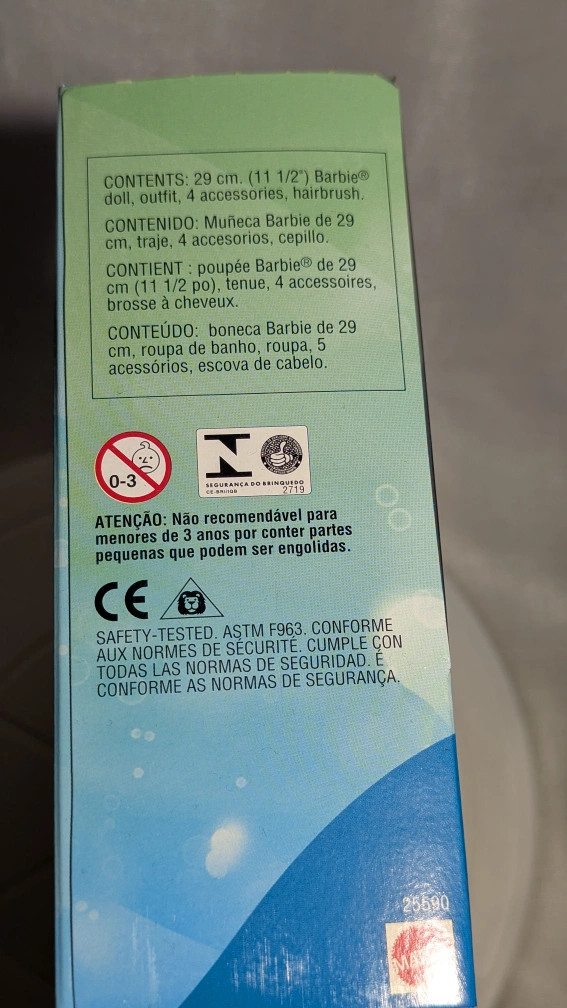 CONTENTS: 29 cm. (11 1/2") Barbie®
doll, outfit, 4 accessories, hairbrush.
CONTENIDO: Muñeca Barbie de 29
cm, traje, 4 accesorios, cepillo.
CONTIENT : poupée Barbie® de 29
cm (11 1/2 po), tenue, 4 accessoires,
brosse à cheveux.
CONTEÚDO: boneca Barbie de 29
cm, roupa de banho, roupa, 5
acessórios, escova de cabelo.
0-3
SEGURANÇA DO BRINQUEDO
2719
ATENÇÃO: Não recomendável para
menores de 3 anos por conter partes
pequenas que podem ser engolidas.
CE
SAFETY-TESTED. ASTM F963. CONFORME
AUX NORMES DE SÉCURITÉ. CUMPLE CON
TODAS LAS NORMAS DE SEGURIDAD. É
CONFORME AS NORMAS DE SEGURANÇA.
25590